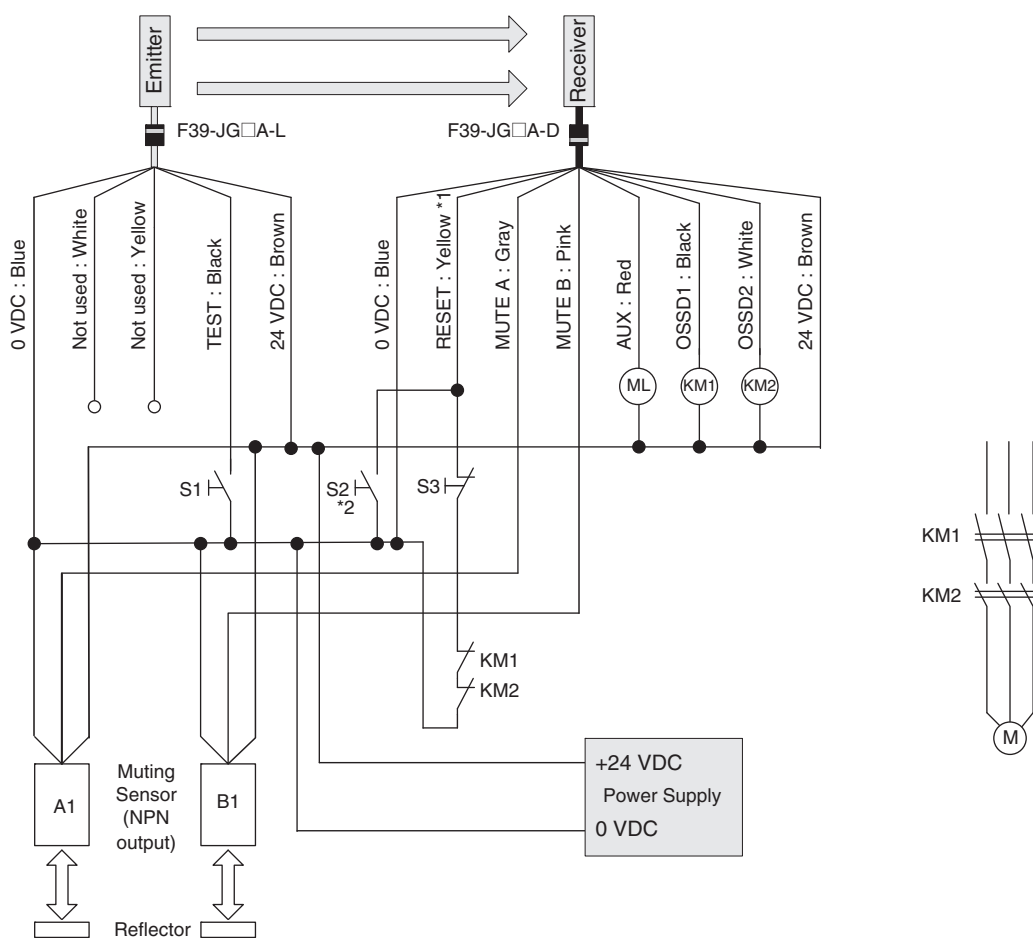 Emitter
Receiver
F39-JG□A-L
F39-JG□A-D
0 VDC : Blue
Not used : White
Not used : Yellow
TEST : Black
24 VDC : Brown
0 VDC : Blue
RESET : Yellow *1
MUTE A : Gray
MUTE B : Pink
AUX : Red
OSSD1 : Black
OSSD2 : White
24 VDC : Brown
ML
KM1
KM2
S1
S2
*2
S3
KM1
KM2
KM1
KM2
M
A1
Muting
Sensor
(NPN
output)
B1
+24 VDC
Power Supply
0 VDC
Reflector